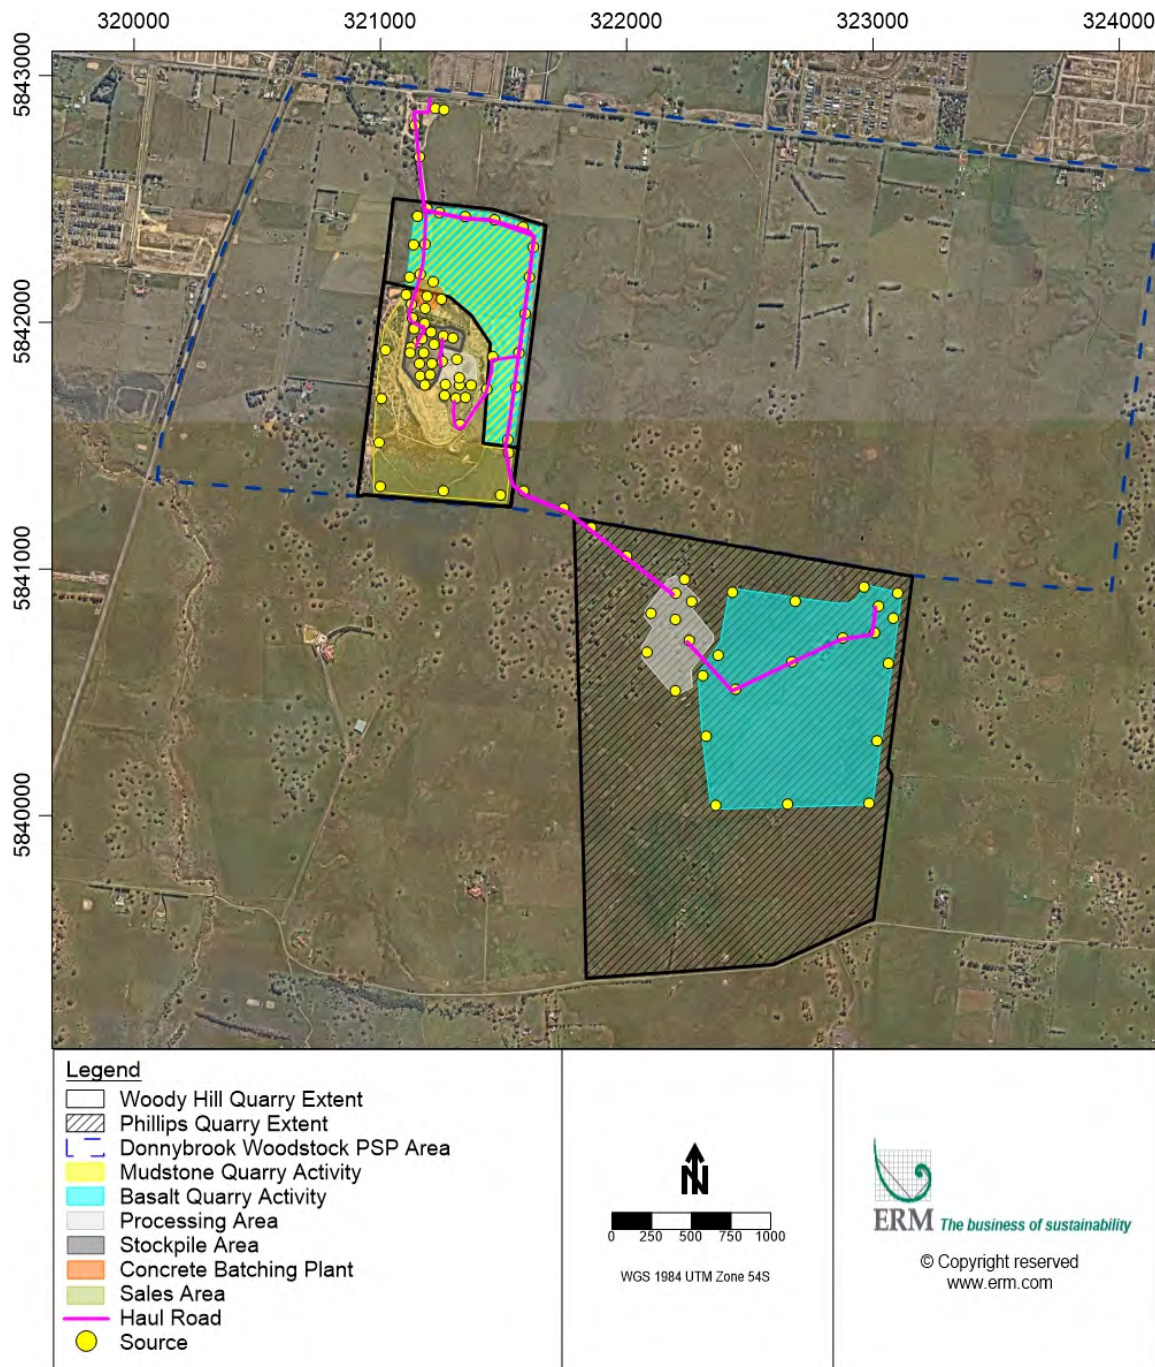 320000 321000 322000 323000 324000
5843000
5842000
5841000
5840000
Legend
Woody Hill Quarry Extent
Phillips Quarry Extent
Donnybrook Woodstock PSP Area
Mudstone Quarry Activity
Basalt Quarry Activity
Processing Area
Stockpile Area
Concrete Batching Plant
Sales Area
Haul Road
Source
N
0 250 500 750 1000
WGS 1984 UTM Zone 54S
ERM The business of sustainability
© Copyright reserved
www.erm.com